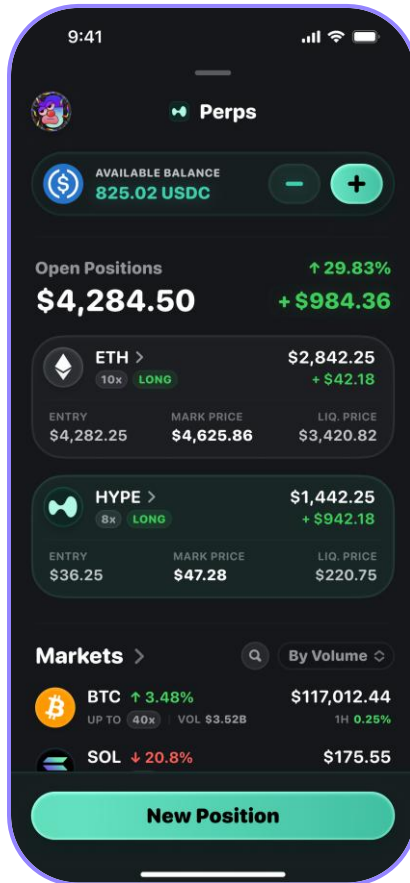 9:41
Perps
AVAILABLE BALANCE
825.02 USDC
Open Positions ↑ 29.83%
$4,284.50 + $984.36
ETH > $2,842.25
10x LONG + $42.18
ENTRY MARK PRICE LIQ. PRICE
$4,282.25 $4,625.86 $3,420.82
HYPE > $1,442.25
8x LONG + $942.18
ENTRY MARK PRICE LIQ. PRICE
$36.25 $47.28 $220.75
Markets > By Volume
BTC ↑ 3.48% $117,012.44
UP TO 40x VOL $3.52B 1H 0.25%
SOL ↓ 20.8% $175.55
New Position